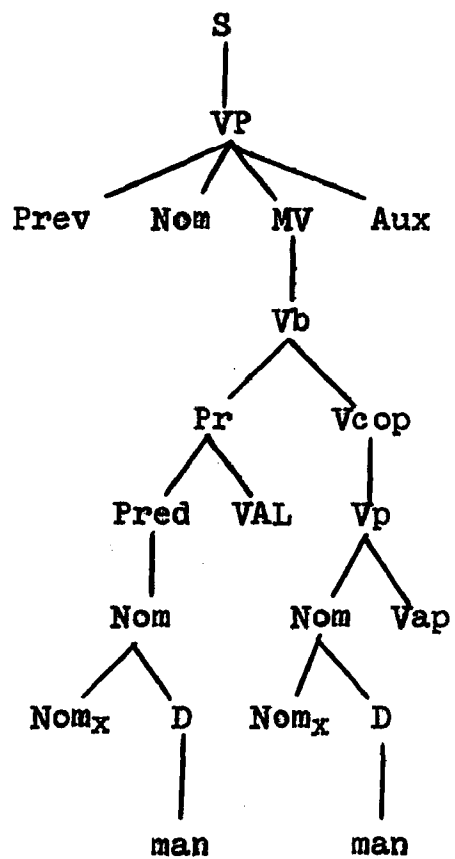 S
VP
Prev Nom MV Aux
Vb
Pr Vcop
Pred VAL Vp
Nom Nom Vap
Nomx D Nomx D
man man